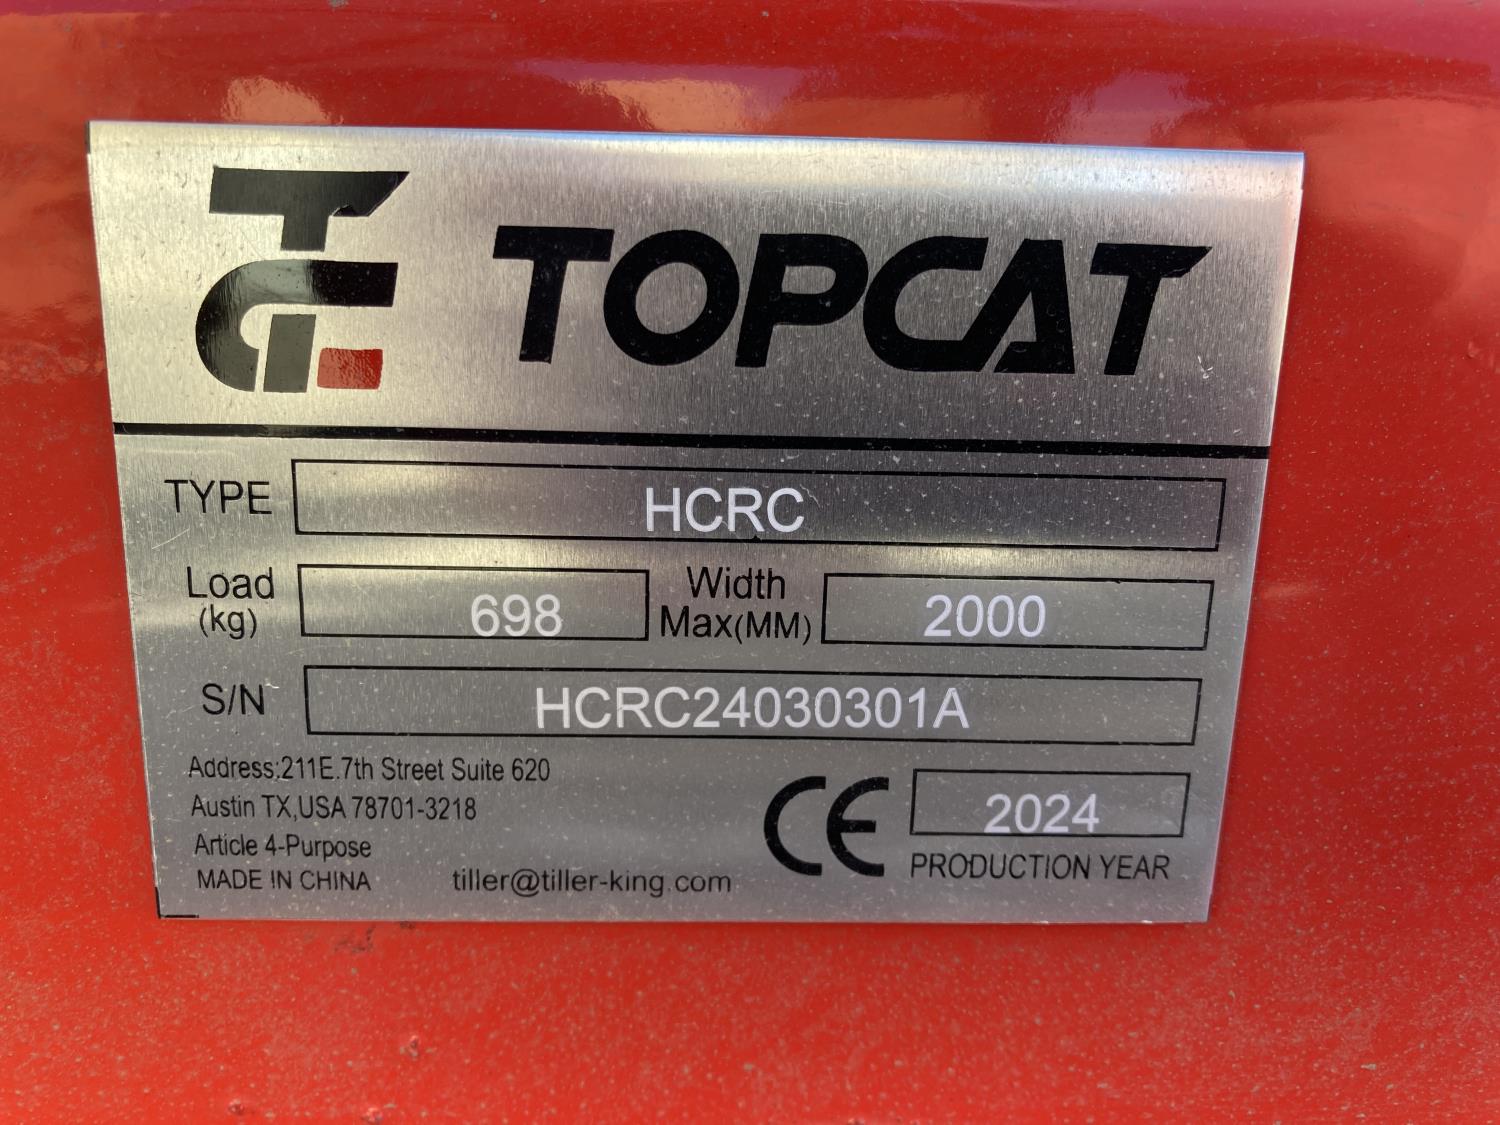 TC
TOPCAT
TYPE HCRC
Load (kg) 698 Width Max(MM) 2000
S/N HCRC24030301A
Address:211E.7th Street Suite 620
Austin TX,USA 78701-3218
Article 4-Purpose
MADE IN CHINA tiller@tiller-king.com
CE 2024
PRODUCTION YEAR